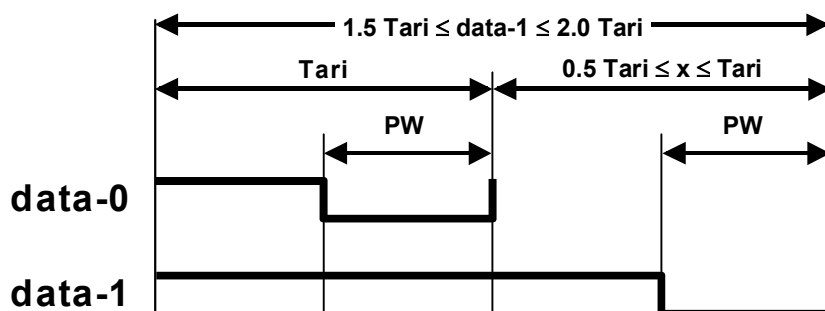 1.5 Tari ≤ data-1 ≤ 2.0 Tari
Tari
0.5 Tari ≤ x ≤ Tari
PW
PW
data-0
data-1